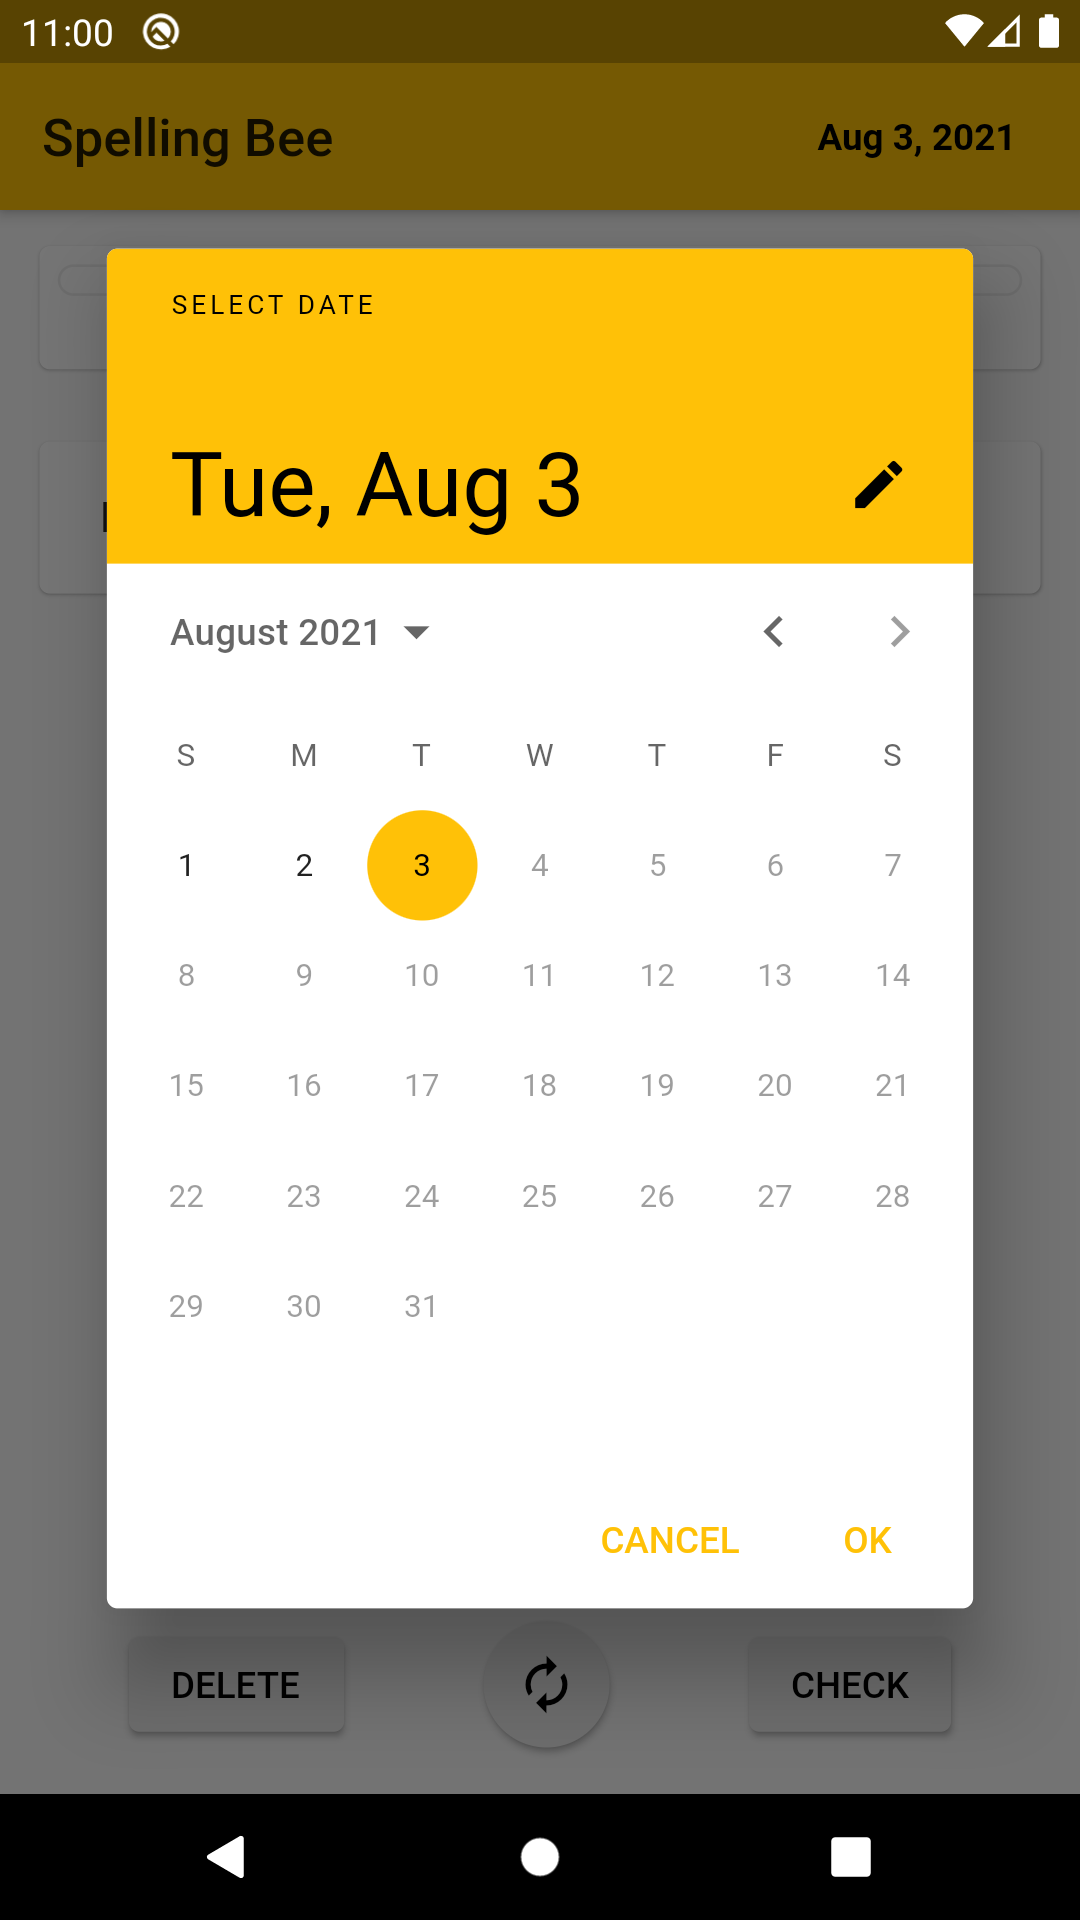 11:00
Spelling Bee
Aug 3, 2021
SELECT DATE
Tue, Aug 3
August 2021
S M T W T F S
1 2 3 4 5 6 7
8 9 10 11 12 13 14
15 16 17 18 19 20 21
22 23 24 25 26 27 28
29 30 31
CANCEL OK
DELETE CHECK